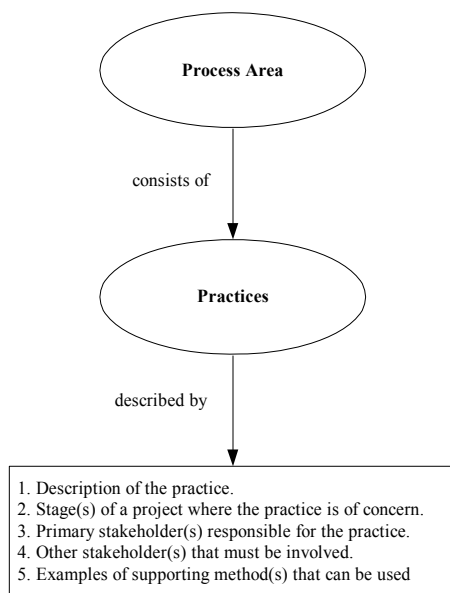 Process Area
consists of
Practices
described by
1. Description of the practice.
2. Stage(s) of a project where the practice is of concern.
3. Primary stakeholder(s) responsible for the practice.
4. Other stakeholder(s) that must be involved.
5. Examples of supporting method(s) that can be used